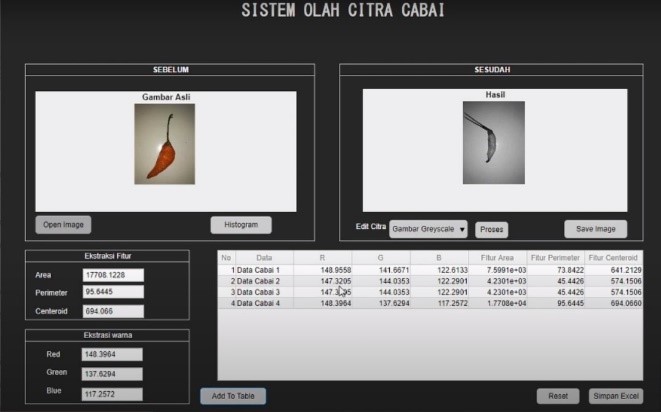 SISTEM OLAH CITRA CABAI
SEBELUM
Gambar Asli
Open Image
Histogram
SESUDAH
Hasil
Edit Citra
Gambar Greyscale
Proses
Save Image
Ekstraksi Fitur
Area 17708.1228
Perimeter 95.6445
Centeroid 694.066
Ekstrasi warna
Red 148.3964
Green 137.6294
Blue 117.2572
No Data R G B Fitur Area Fitur Perimeter Fitur Centeroid
1 Data Cabai 1 148.9558 141.6671 122.6133 7.5991e+03 73.8422 641.2129
2 Data Cabai 2 147.3205 144.0353 122.2901 4.2301e+03 45.4426 574.1506
3 Data Cabai 3 144.0353 122.2901 4.2301e+03 45.4426 574.1506
4 Data Cabai 4 148.3964 137.6294 117.2572 1.7708e+04 95.6445 694.0660
Add To Table
Reset
Simpan Excel